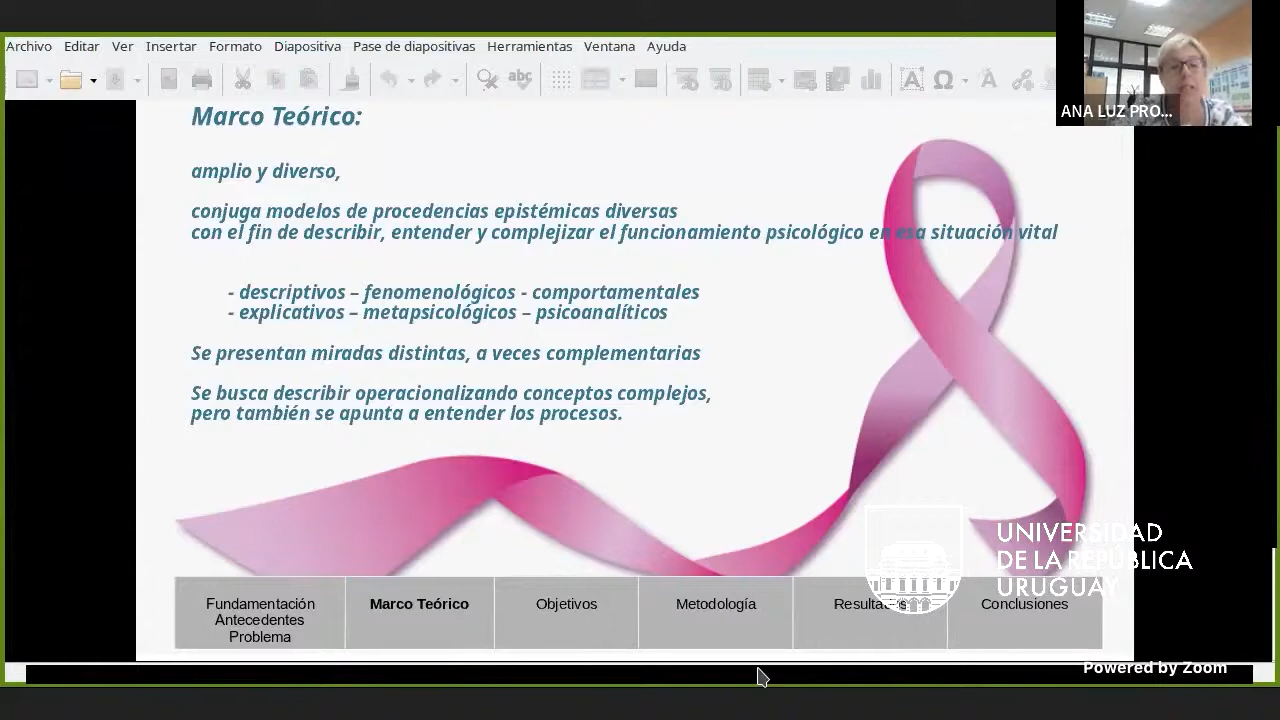 Archivo Editar Ver Insertar Formato Diapositiva Pase de diapositivas Herramientas Ventana Ayuda
ANA LUZ PRO...
Marco Teórico:
amplio y diverso,
conjuga modelos de procedencias epistémicas diversas
con el fin de describir, entender y complejizar el funcionamiento psicológico en esa situación vital
- descriptivos – fenomenológicos - comportamentales
- explicativos – metapsicológicos – psicoanalíticos
Se presentan miradas distintas, a veces complementarias
Se busca describir operacionalizando conceptos complejos,
pero también se apunta a entender los procesos.
UNIVERSIDAD
DE LA REPÚBLICA
URUGUAY
Fundamentación
Antecedentes
Problema
Marco Teórico
Objetivos
Metodología
Resultados
Conclusiones
Powered by Zoom